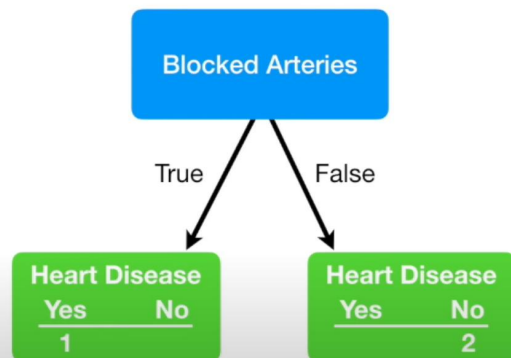 Blocked Arteries
True False
Heart Disease Heart Disease
Yes No Yes No
1 2